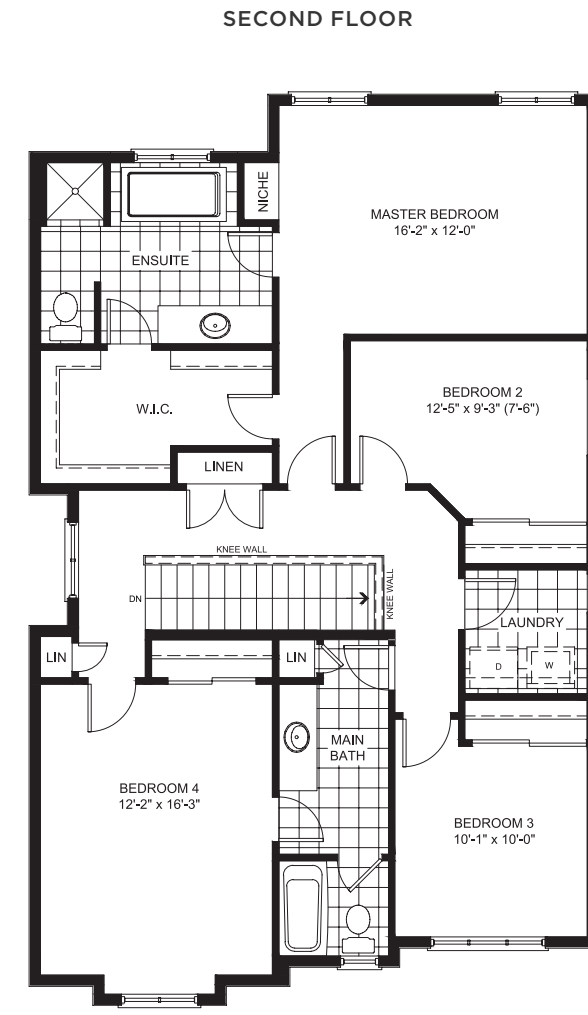 SECOND FLOOR
NICHE
MASTER BEDROOM
16'-2" x 12'-0"
ENSUITE
BEDROOM 2
12'-5" x 9'-3" (7'-6")
W.I.C.
LINEN
KNEE WALL
KNEE WALL
DN
LAUNDRY
LIN
LIN
D
W
MAIN
BATH
BEDROOM 4
12'-2" x 16'-3"
BEDROOM 3
10'-1" x 10'-0"